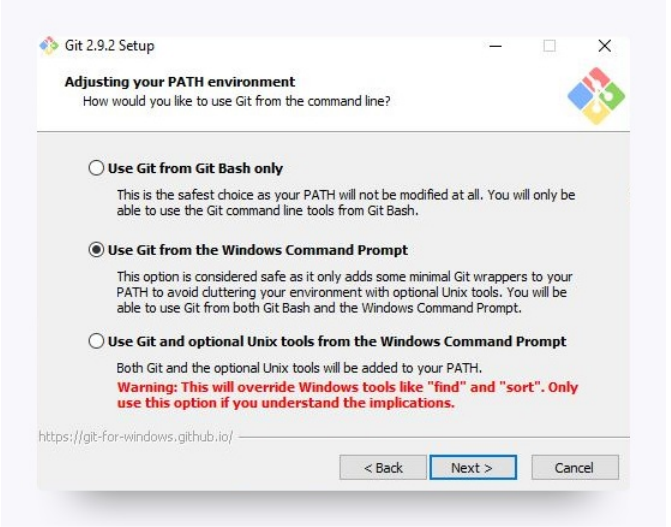 Git 2.9.2 Setup
Adjusting your PATH environment
How would you like to use Git from the command line?
Use Git from Git Bash only
This is the safest choice as your PATH will not be modified at all. You will only be
able to use the Git command line tools from Git Bash.
Use Git from the Windows Command Prompt
This option is considered safe as it only adds some minimal Git wrappers to your
PATH to avoid cluttering your environment with optional Unix tools. You will be
able to use Git from both Git Bash and the Windows Command Prompt.
Use Git and optional Unix tools from the Windows Command Prompt
Both Git and the optional Unix tools will be added to your PATH.
Warning: This will override Windows tools like "find" and "sort". Only
use this option if you understand the implications.
https://git-for-windows.github.io/
< Back Next > Cancel